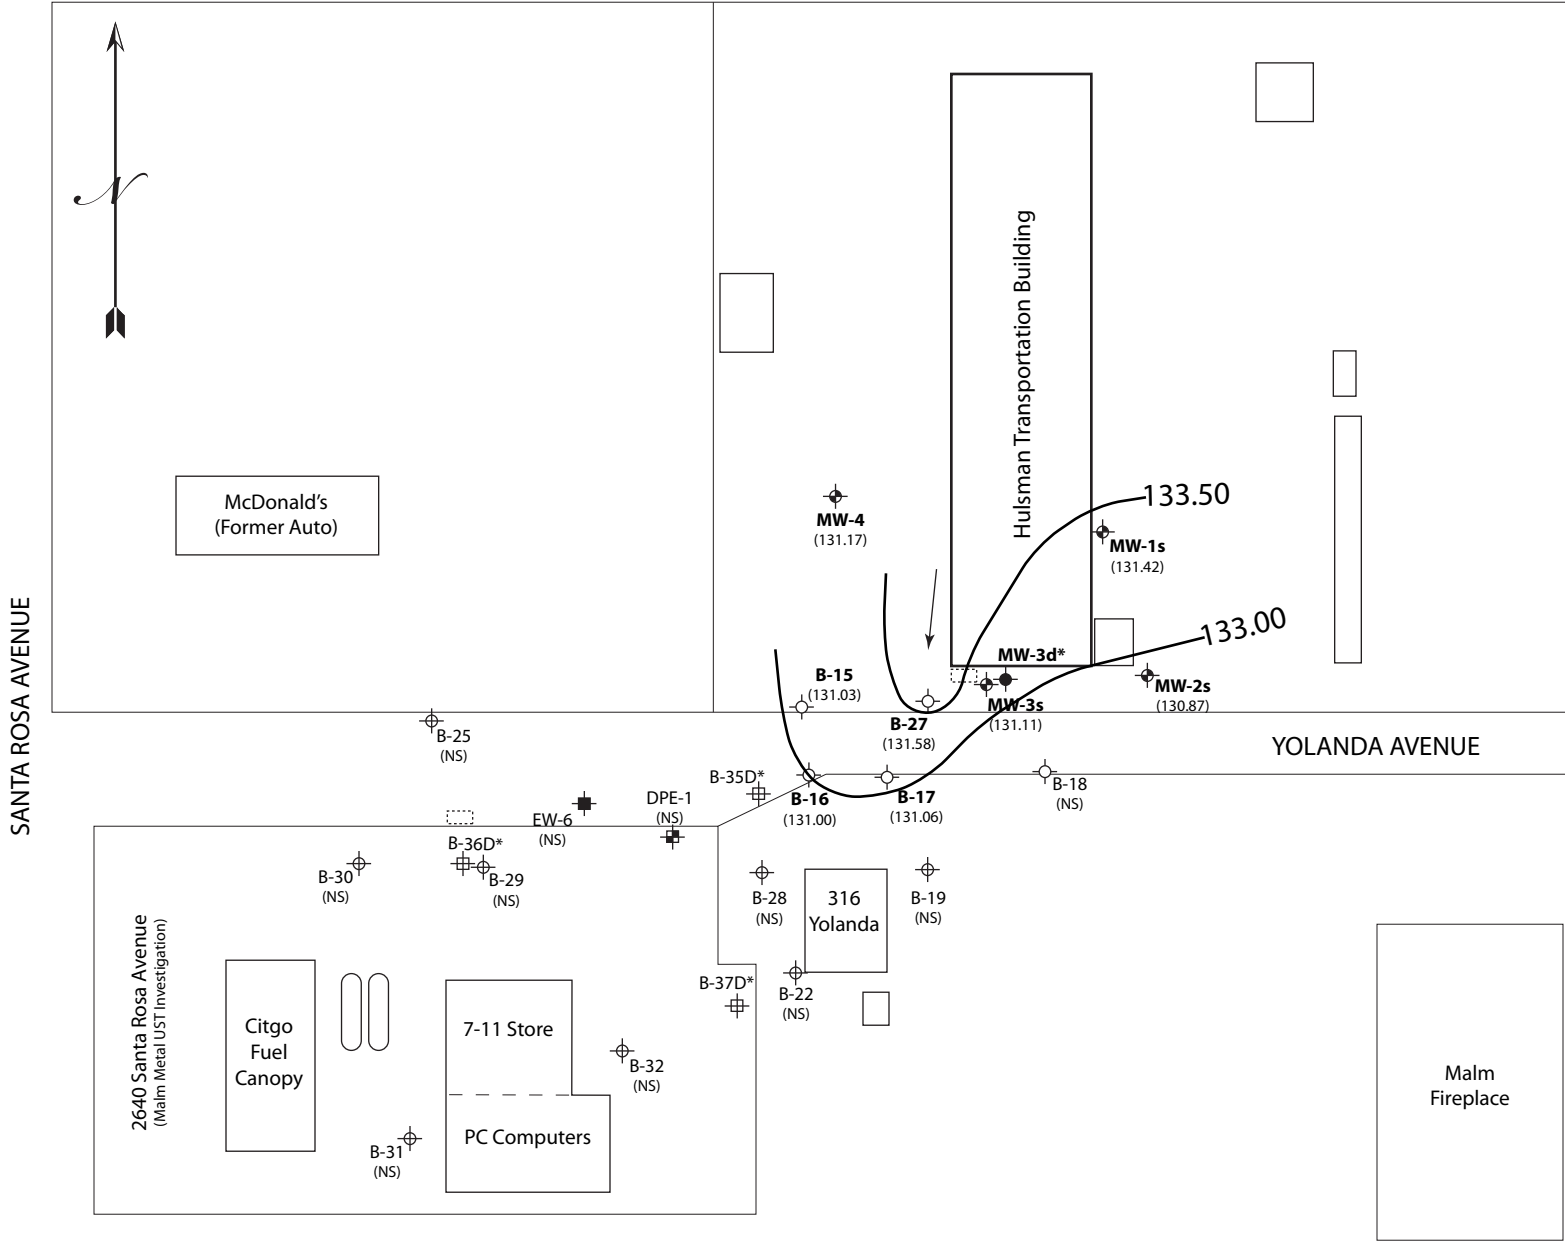 N
Hulsman Transportation Building
McDonald's
(Former Auto)
MW-4
(131.17)
133.50
MW-1s
(131.42)
133.00
SANTA ROSA AVENUE
MW-3d*
B-15
(131.03)
MW-2s
(130.87)
MW-3s
(131.11)
B-27
(131.58)
B-25
(NS)
YOLANDA AVENUE
B-35D*
B-18
(NS)
DPE-1
(NS)
B-16
(131.00)
B-17
(131.06)
EW-6
(NS)
B-36D*
B-30
(NS)
B-29
(NS)
B-28
(NS)
316
Yolanda
B-19
(NS)
2640 Santa Rosa Avenue
(Malm Metal UST Investigation)
B-37D*
B-22
(NS)
Citgo
Fuel
Canopy
7-11 Store
B-32
(NS)
Malm
Fireplace
PC Computers
B-31
(NS)